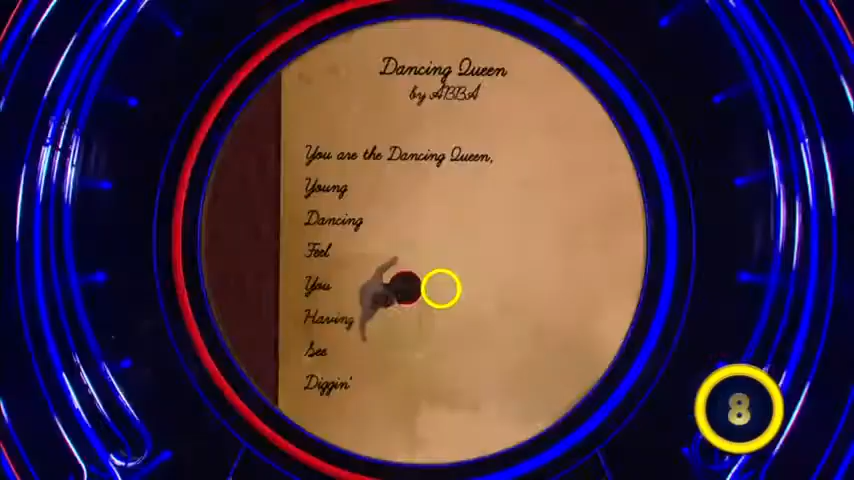 Dancing Queen
by ABBA
You are the Dancing Queen,
Young
Dancing
Feel
You
Having
See
Diggin'
8